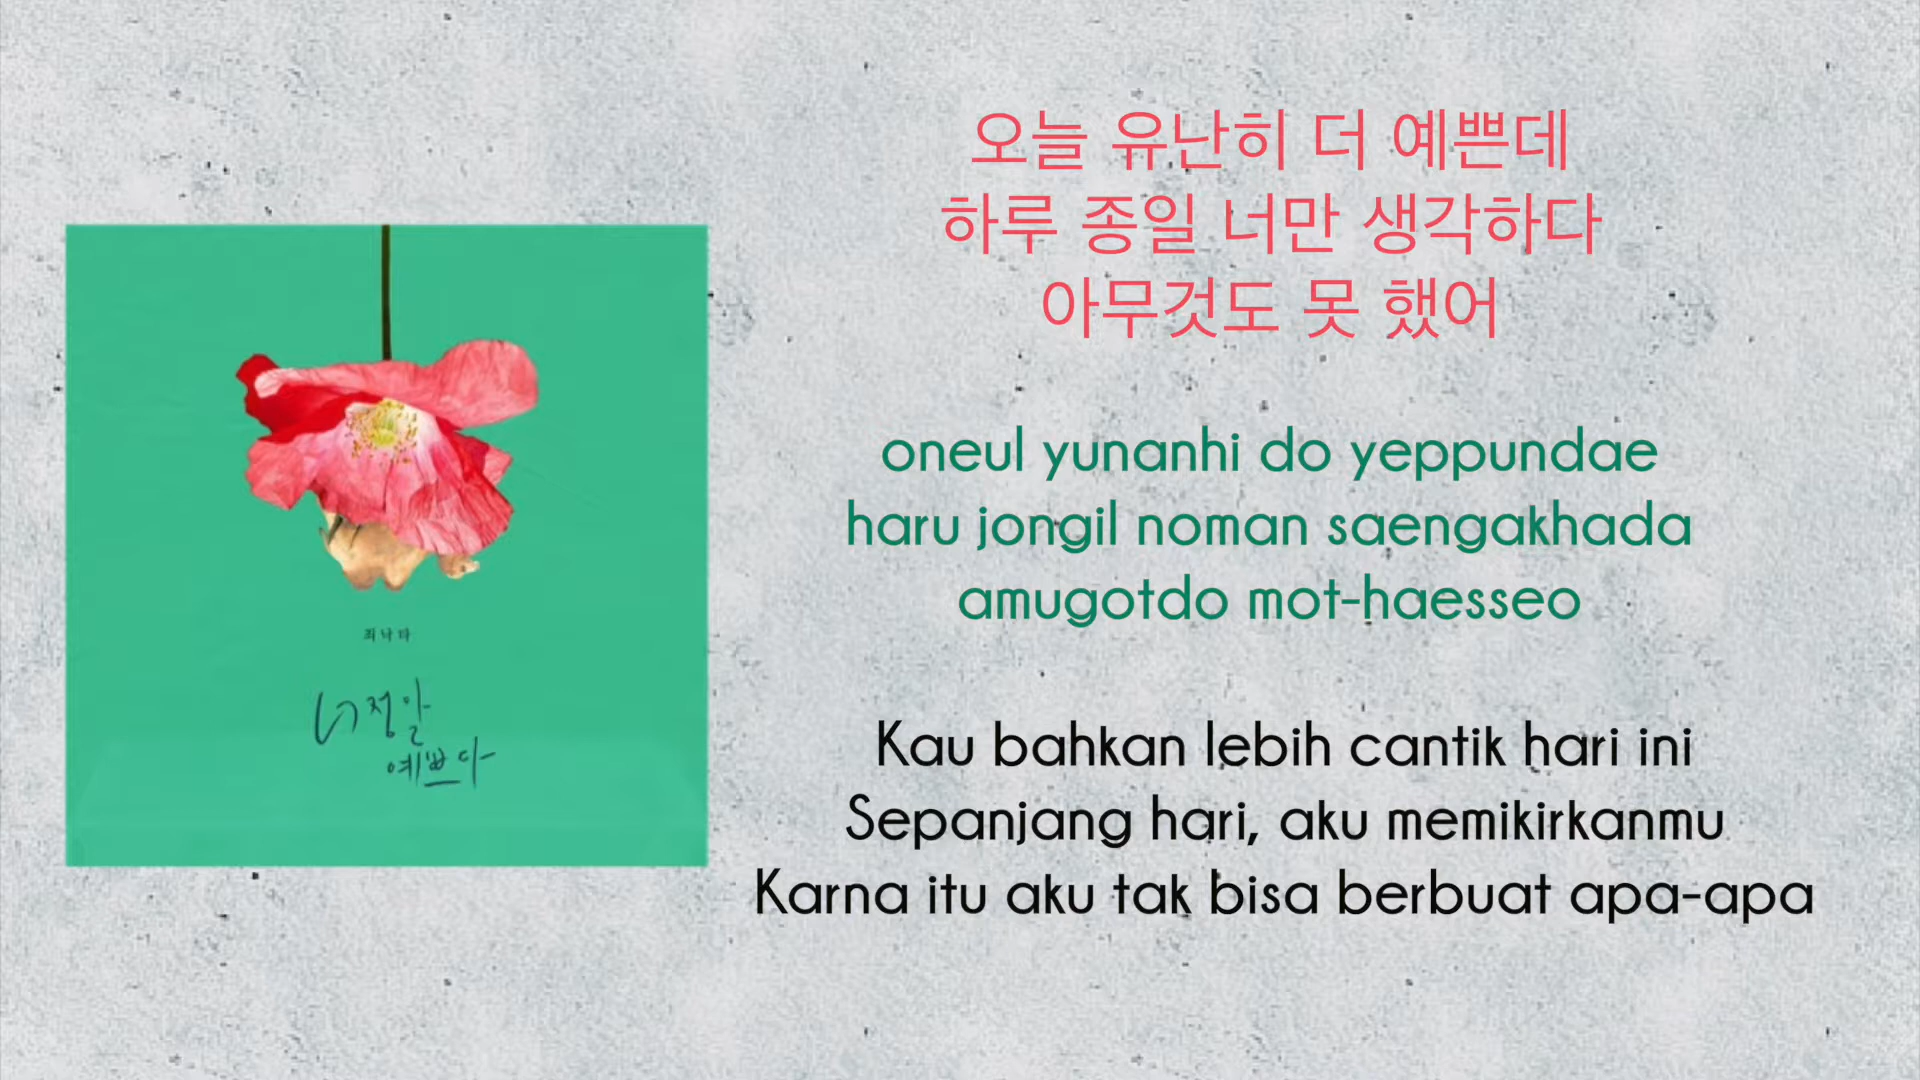 오늘 유난히 더 예쁜데
하루 종일 너만 생각하다
아무것도 못 했어
oneul yunanhi do yeppundae
haru jongil noman saengakhada
amugotdo mot-haesseo
Kau bahkan lebih cantik hari ini
Sepanjang hari, aku memikirkanmu
Karna itu aku tak bisa berbuat apa-apa
너 정말
예쁘다